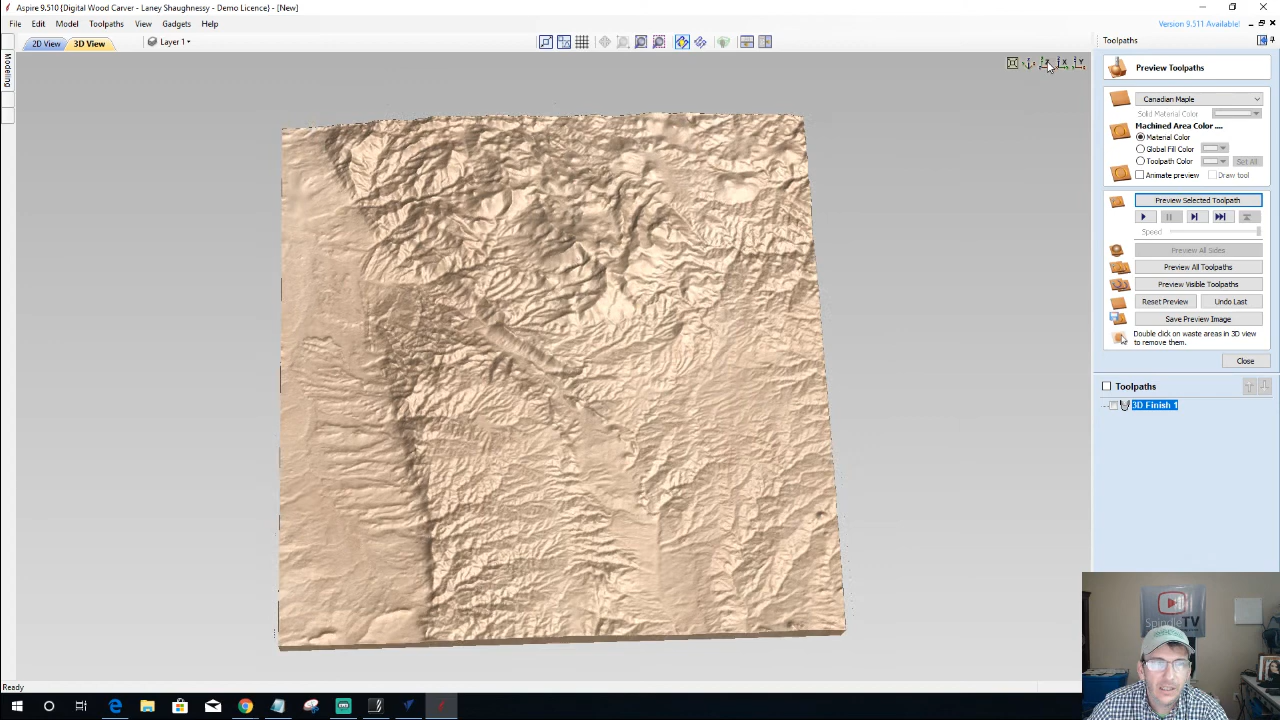 Aspire 9.510 {Digital Wood Carver - Laney Shaughnessy - Demo Licence} - [New]
File Edit Model Toolpaths View Gadgets Help
Version 9.511 Available!
2D View 3D View Layer 1
Toolpaths
Modeling
Preview Toolpaths
Canadian Maple
Solid Material Color
Machined Area Color ....
Material Color
Global Fill Color
Toolpath Color Set All
Animate preview Draw tool
Preview Selected Toolpath
Speed
Preview All Sides
Preview All Toolpaths
Preview Visible Toolpaths
Reset Preview Undo Last
Save Preview Image
Double click on waste areas in 3D view
to remove them.
Close
Toolpaths
3D Finish 1
SpindleTV
Ready